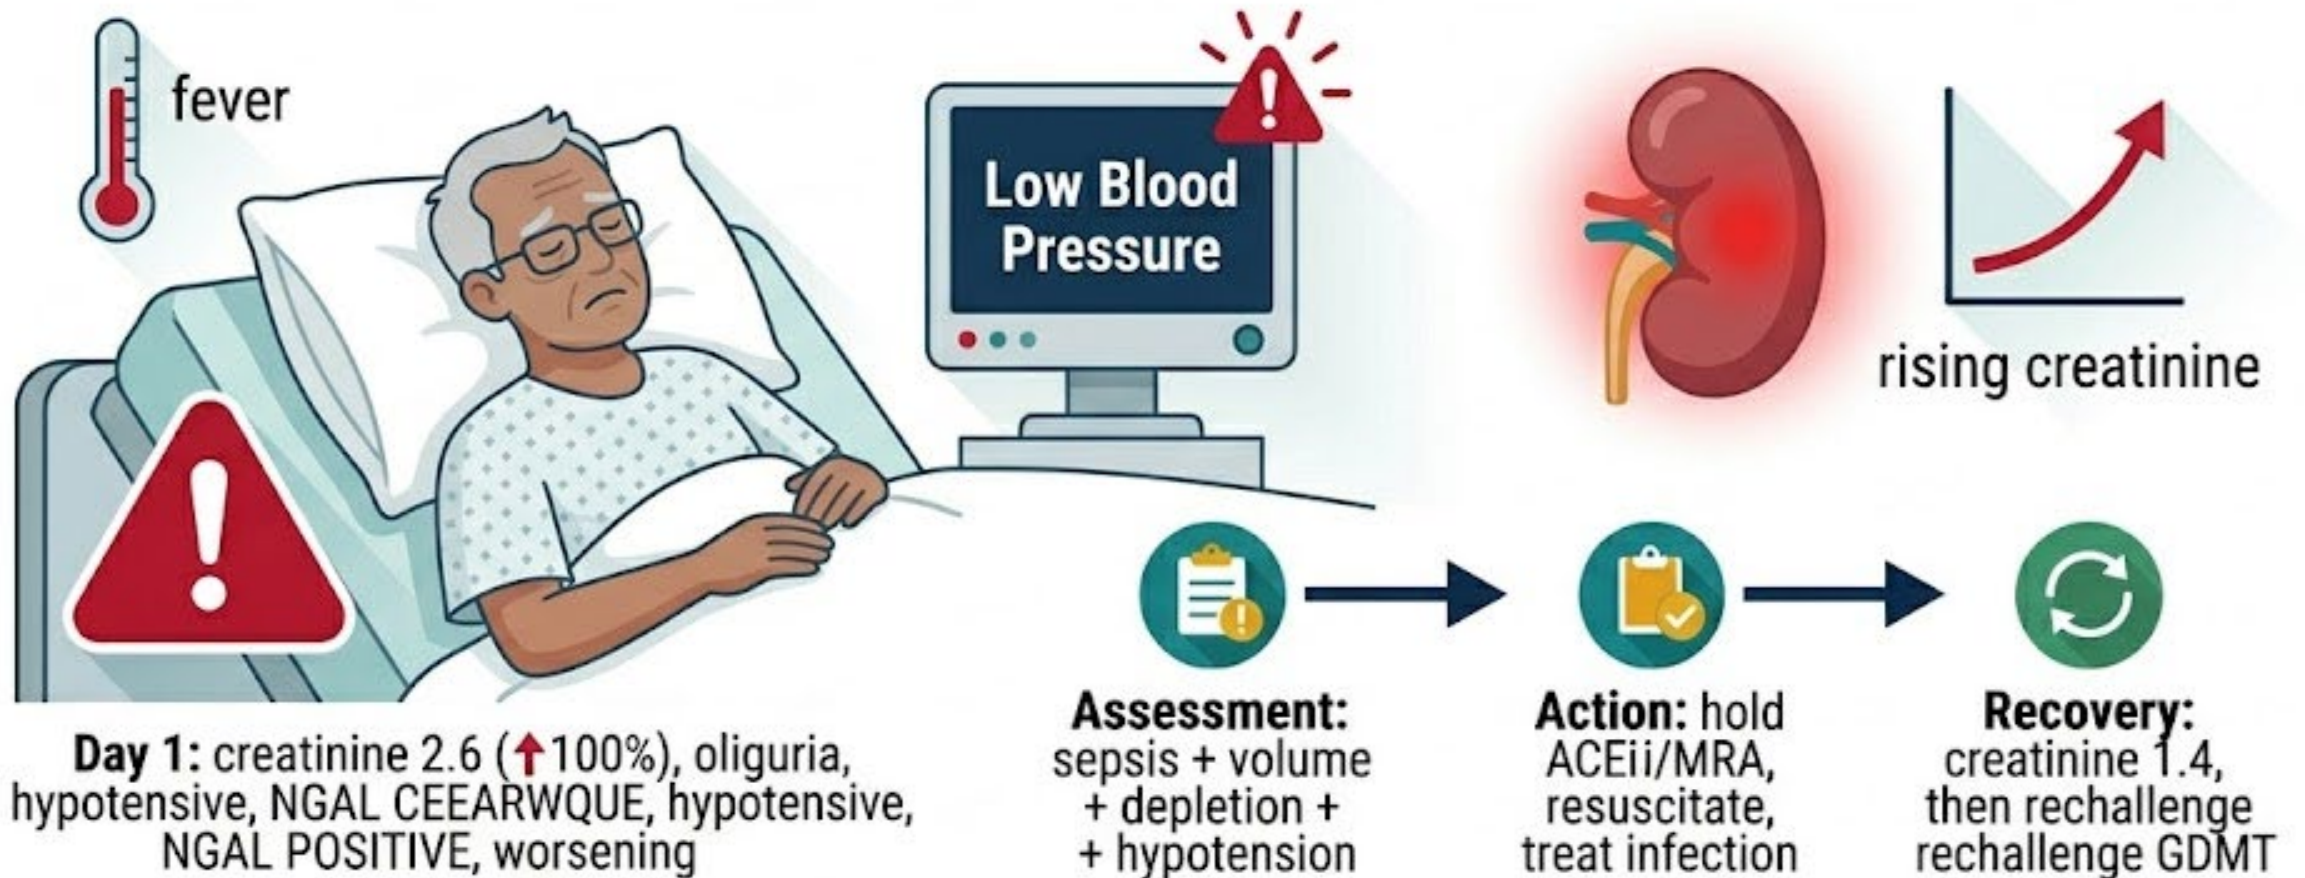 fever
Low Blood
Pressure
rising creatinine
Day 1: creatinine 2.6 (↑100%), oliguria,
hypotensive, NGAL CEEARWQUE, hypotensive,
NGAL POSITIVE, worsening
Assessment:
sepsis + volume
+ depletion +
+ hypotension
Action: hold
ACEii/MRA,
resuscitate,
treat infection
Recovery:
creatinine 1.4,
then rechallenge
rechallenge GDMT